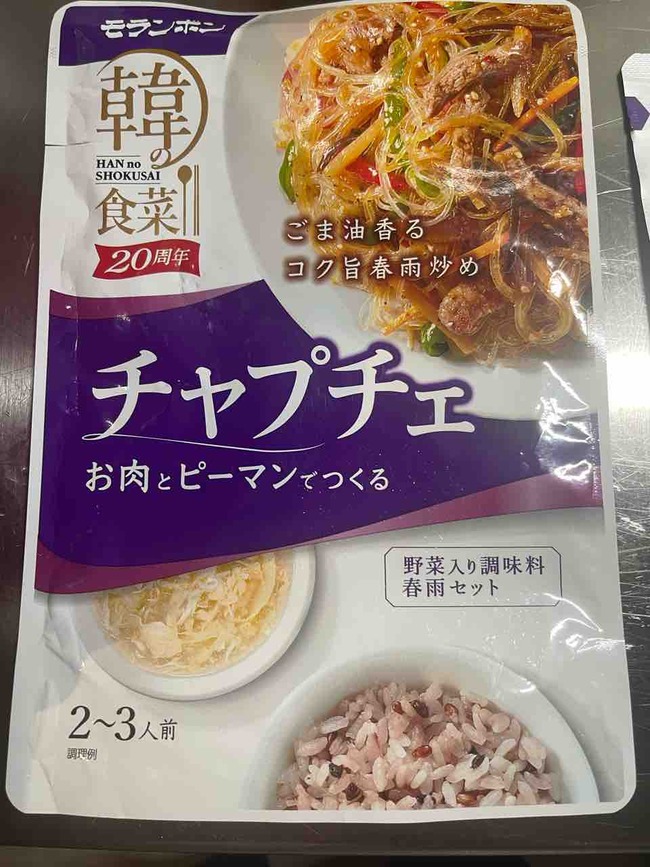 モランボン
韓の
HAN no
SHOKUSAI
食菜
20周年
ごま油香る
コク旨春雨炒め
チャプチェ
お肉とピーマンでつくる
野菜入り調味料
春雨セット
2~3人前
調理例